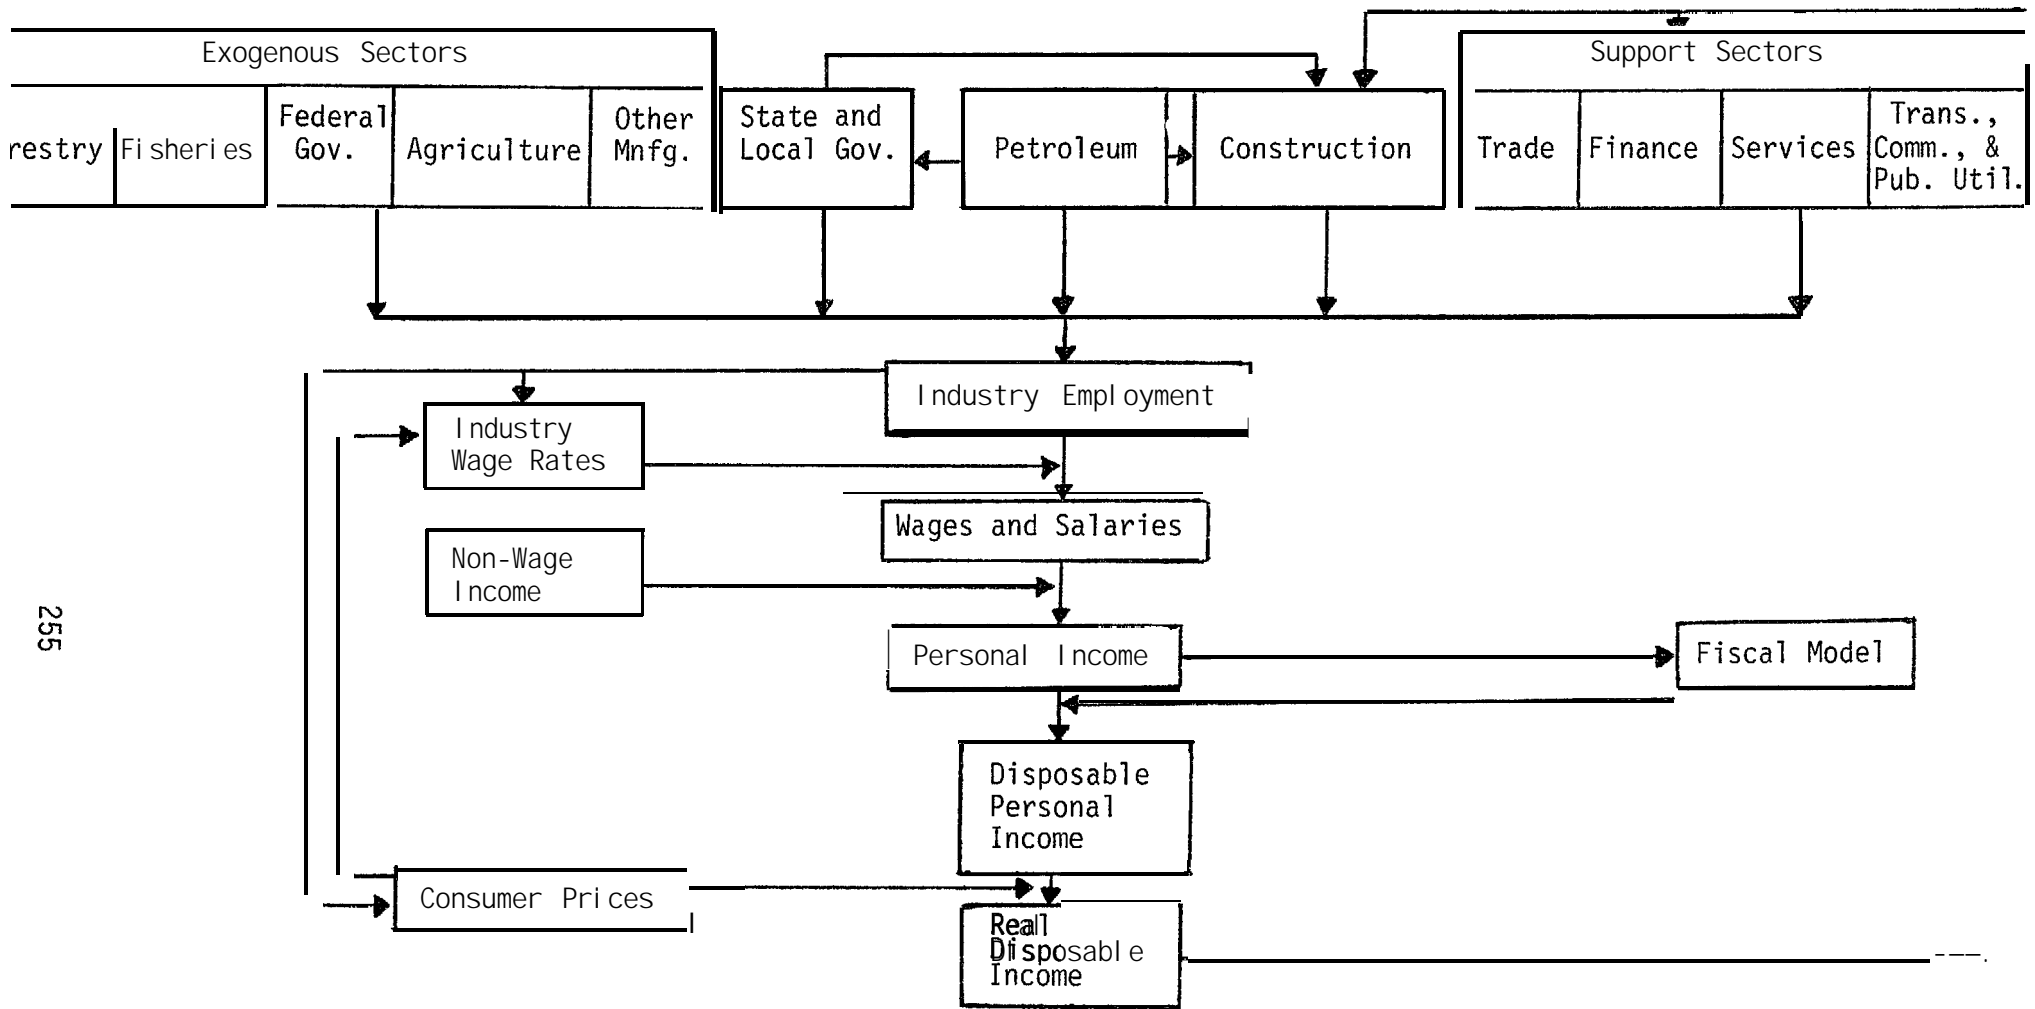 Exogenous Sectors
Support Sectors
restry
Fisheries
Federal
Gov.
Agriculture
Other
Mnfg.
State and
Local Gov.
Petroleum
Construction
Trade
Finance
Services
Trans.,
Comm., &
Pub. Util.
Industry Employment
Industry
Wage Rates
Wages and Salaries
Non-Wage
Income
255
Personal Income
Fiscal Model
Disposable
Personal
Income
Consumer Prices
Real
Disposable
Income